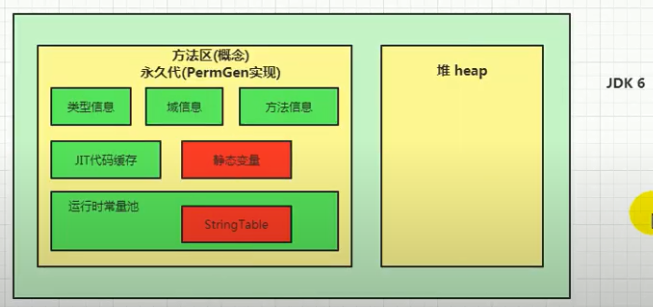 方法区(概念)
永久代(PermGen实现)
类型信息
域信息
方法信息
JIT代码缓存
静态变量
运行时常量池
StringTable
堆 heap
JDK 6